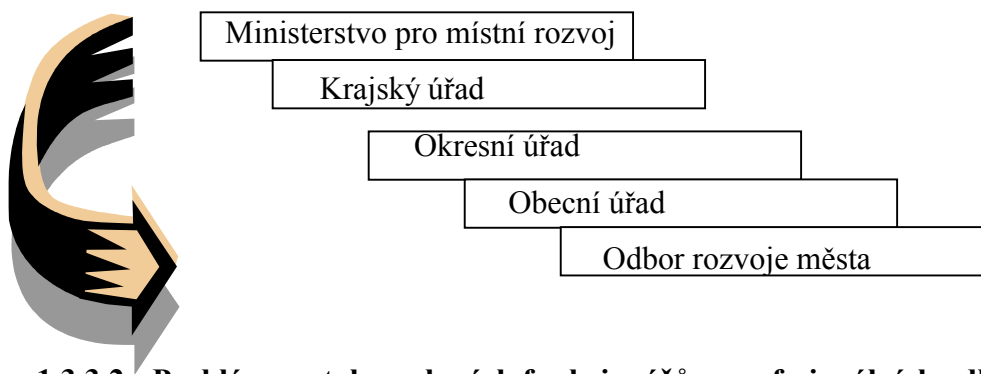 Ministerstvo pro místní rozvoj
Krajský úřad
Okresní úřad
Obecní úřad
Odbor rozvoje města